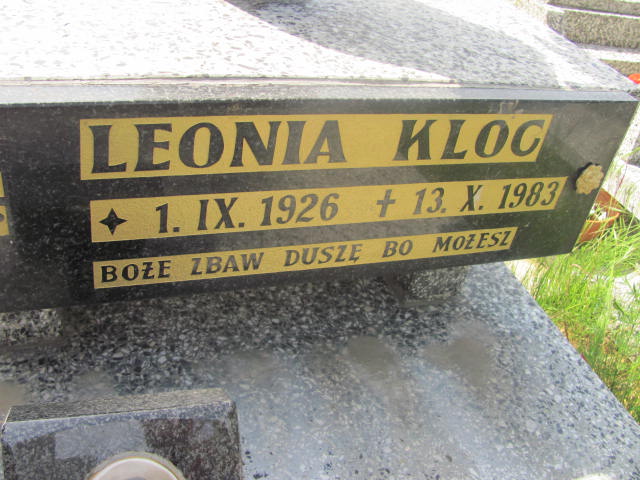 LEONIA KLOC
✦ 1. IX. 1926 ✝ 13. X. 1983
BOŻE ZBAW DUSZĘ BO MOŻESZ